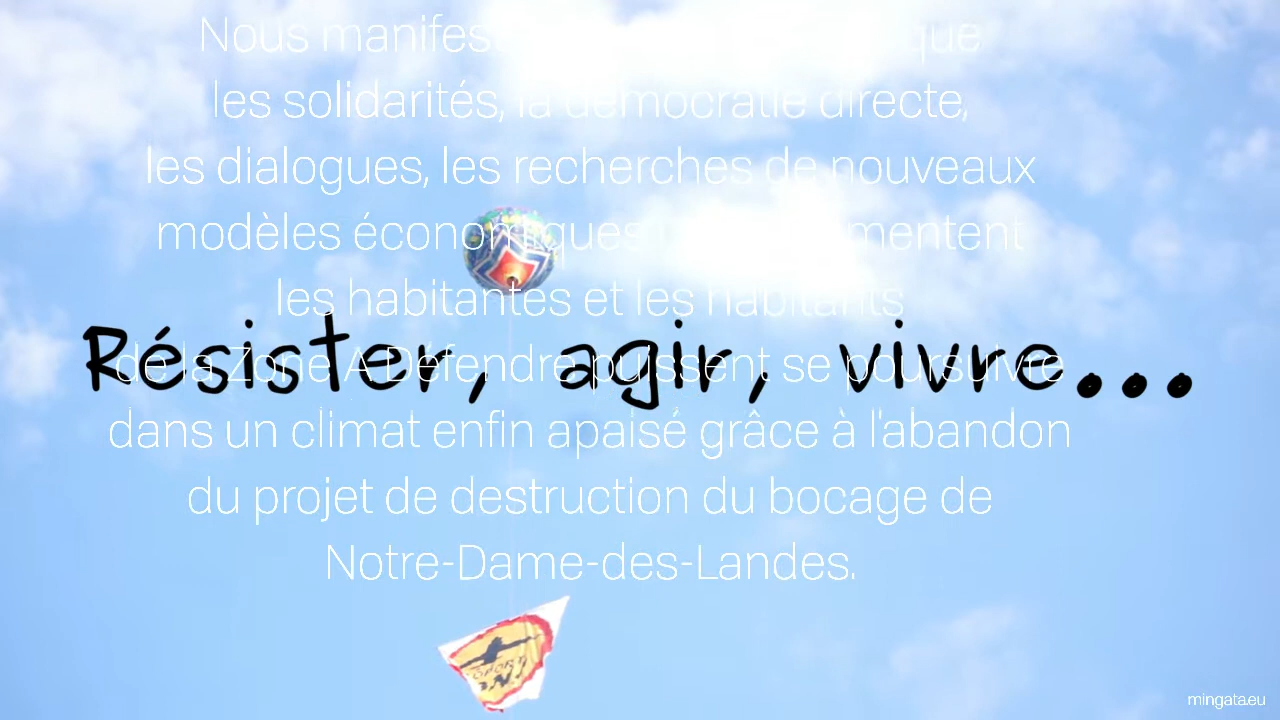 Nous que
les solidarités, la démocratie directe,
les dialogues, les recherches de nouveaux
modèles économiques
les habitantes et les habitants
Résister, agir, vivre...
de la Zone A Défendre puissent se poursuivre
dans un climat enfin apaisé grâce à l'abandon
du projet de destruction du bocage de
Notre-Dame-des-Landes.
mingata.eu